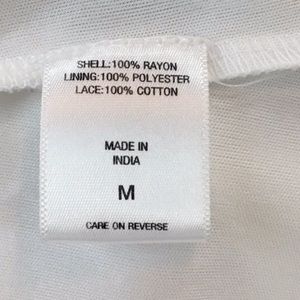 SHELL:100% RAYON
LINING:100% POLYESTER
LACE:100% COTTON
MADE IN
INDIA
M
CARE ON REVERSE